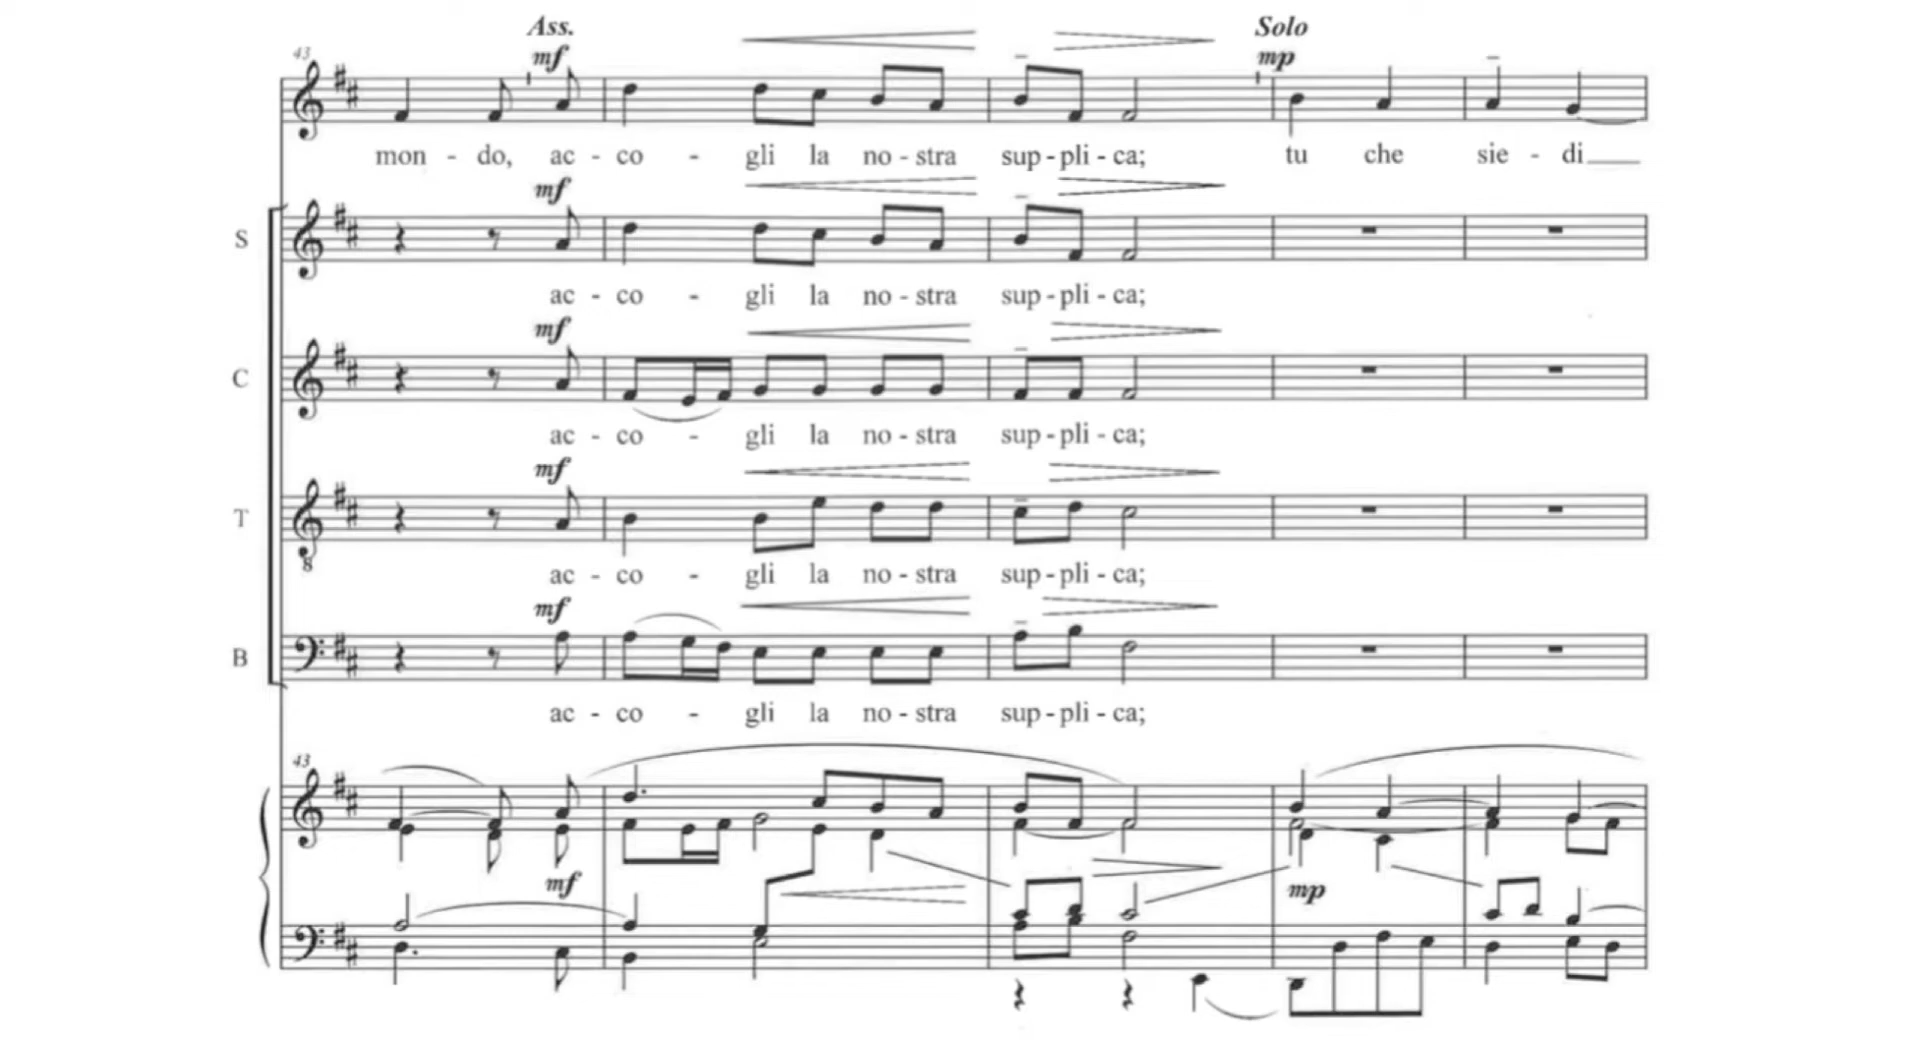 Ass. Solo
43 mf mp
mon - do, ac - co - gli la no - stra sup - pli - ca; tu che sie - di
mf
S
ac - co - gli la no - stra sup - pli - ca;
mf
C
ac - co - gli la no - stra sup - pli - ca;
mf
T
8
ac - co - gli la no - stra sup - pli - ca;
mf
B
ac - co - gli la no - stra sup - pli - ca;
43
mf mp